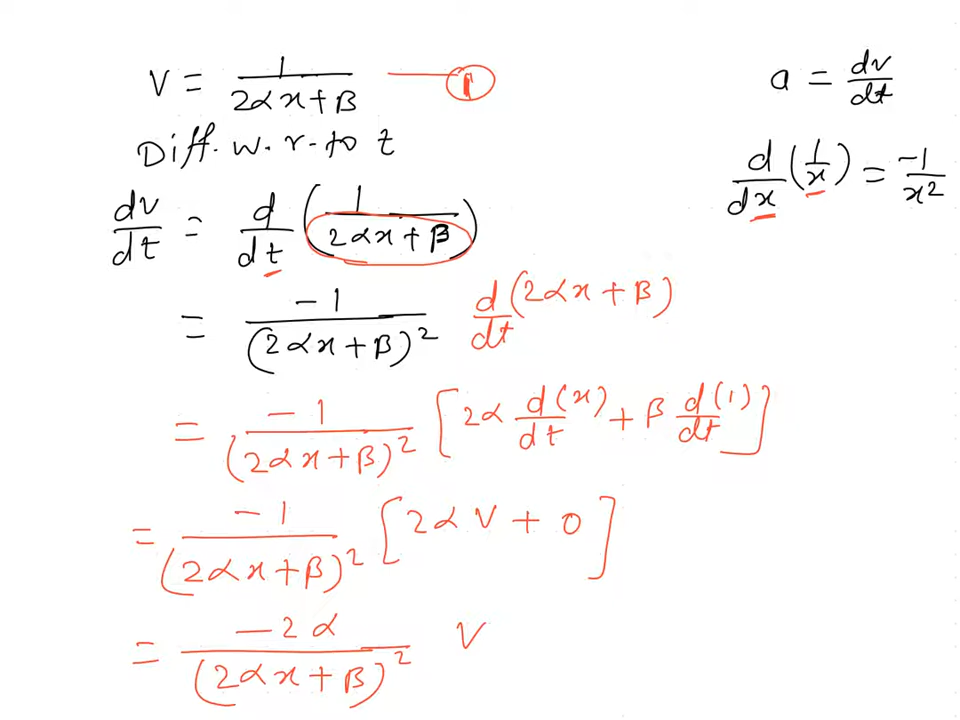 V = 1/(2αx+β) — 1
a = dv/dt
Diff. w. r. to t
d/dx (1/x) = -1/x²
dv/dt = d/dt (1/(2αx+β))
= -1/(2αx+β)² d/dt (2αx+β)
= -1/(2αx+β)² [2α d(x)/dt + β d(1)/dt]
= -1/(2αx+β)² [2αV + 0]
= -2α/(2αx+β)² V